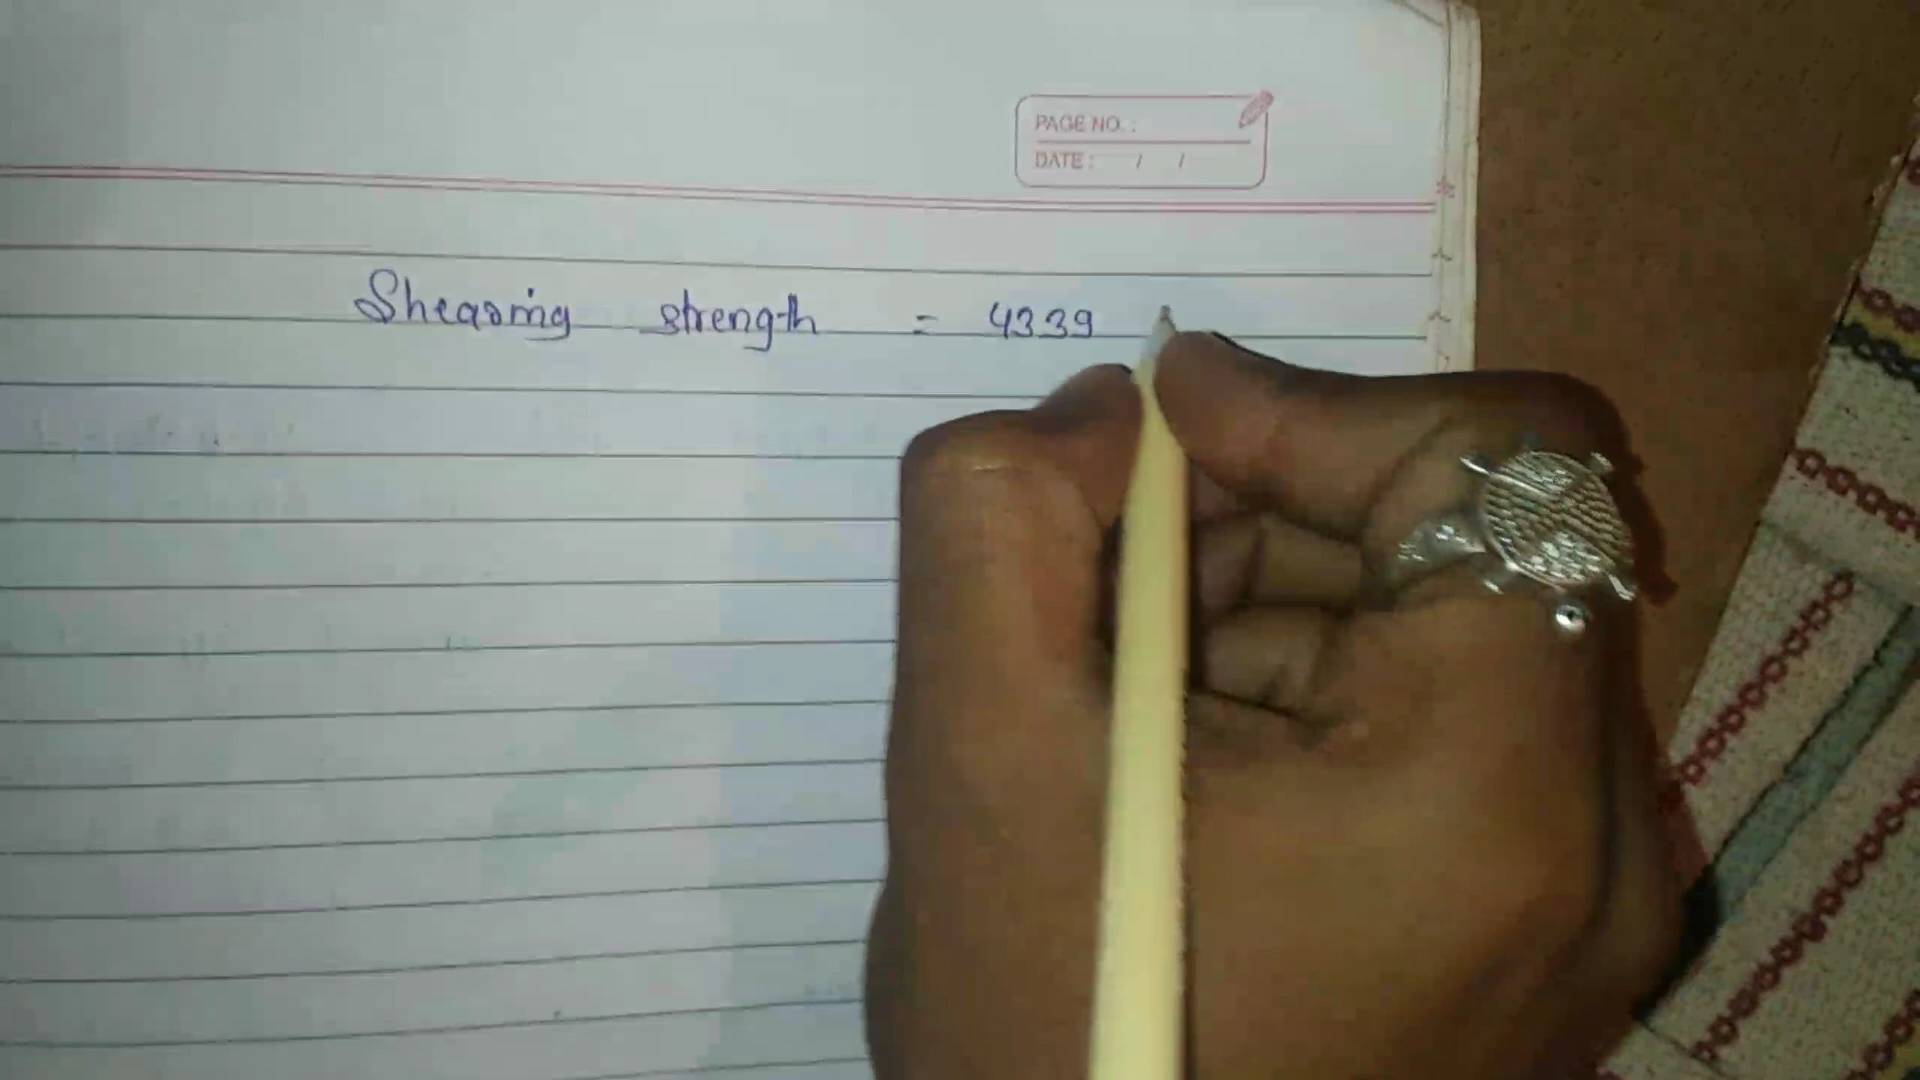 PAGE NO. :
DATE : / /
Shearing strength = 4339